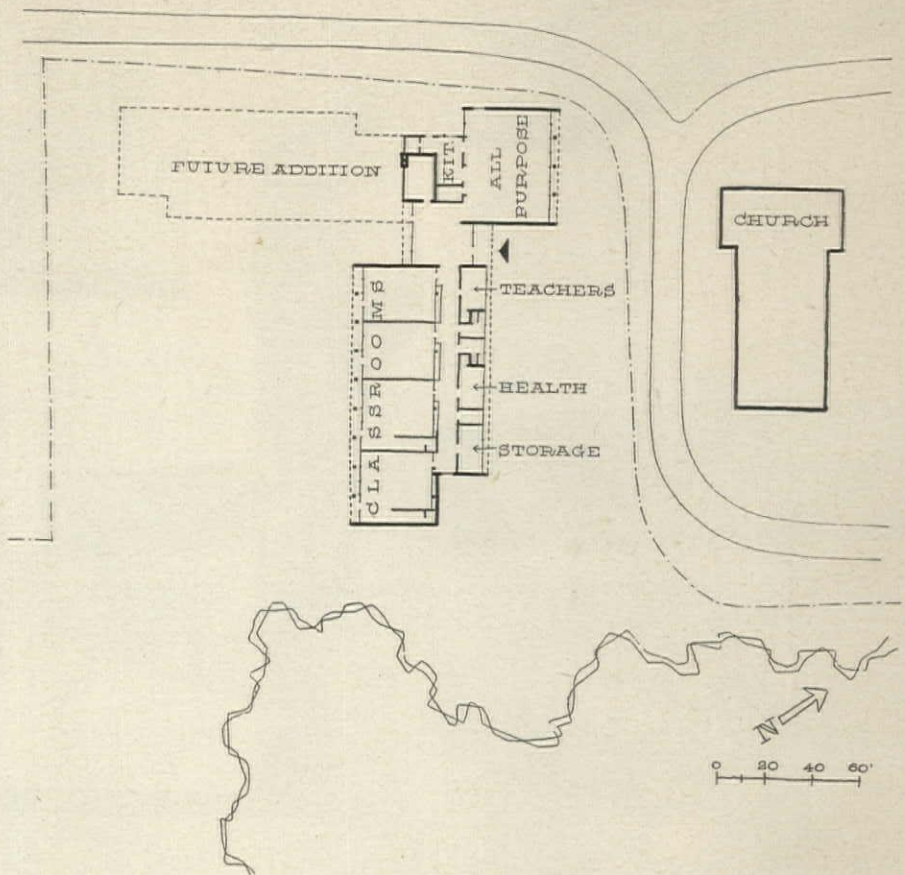 FUTURE ADDITION
KIT.
ALL
PURPOSE
CHURCH
TEACHERS
CLASSROOMS
HEALTH
STORAGE
N
0 20 40 60'